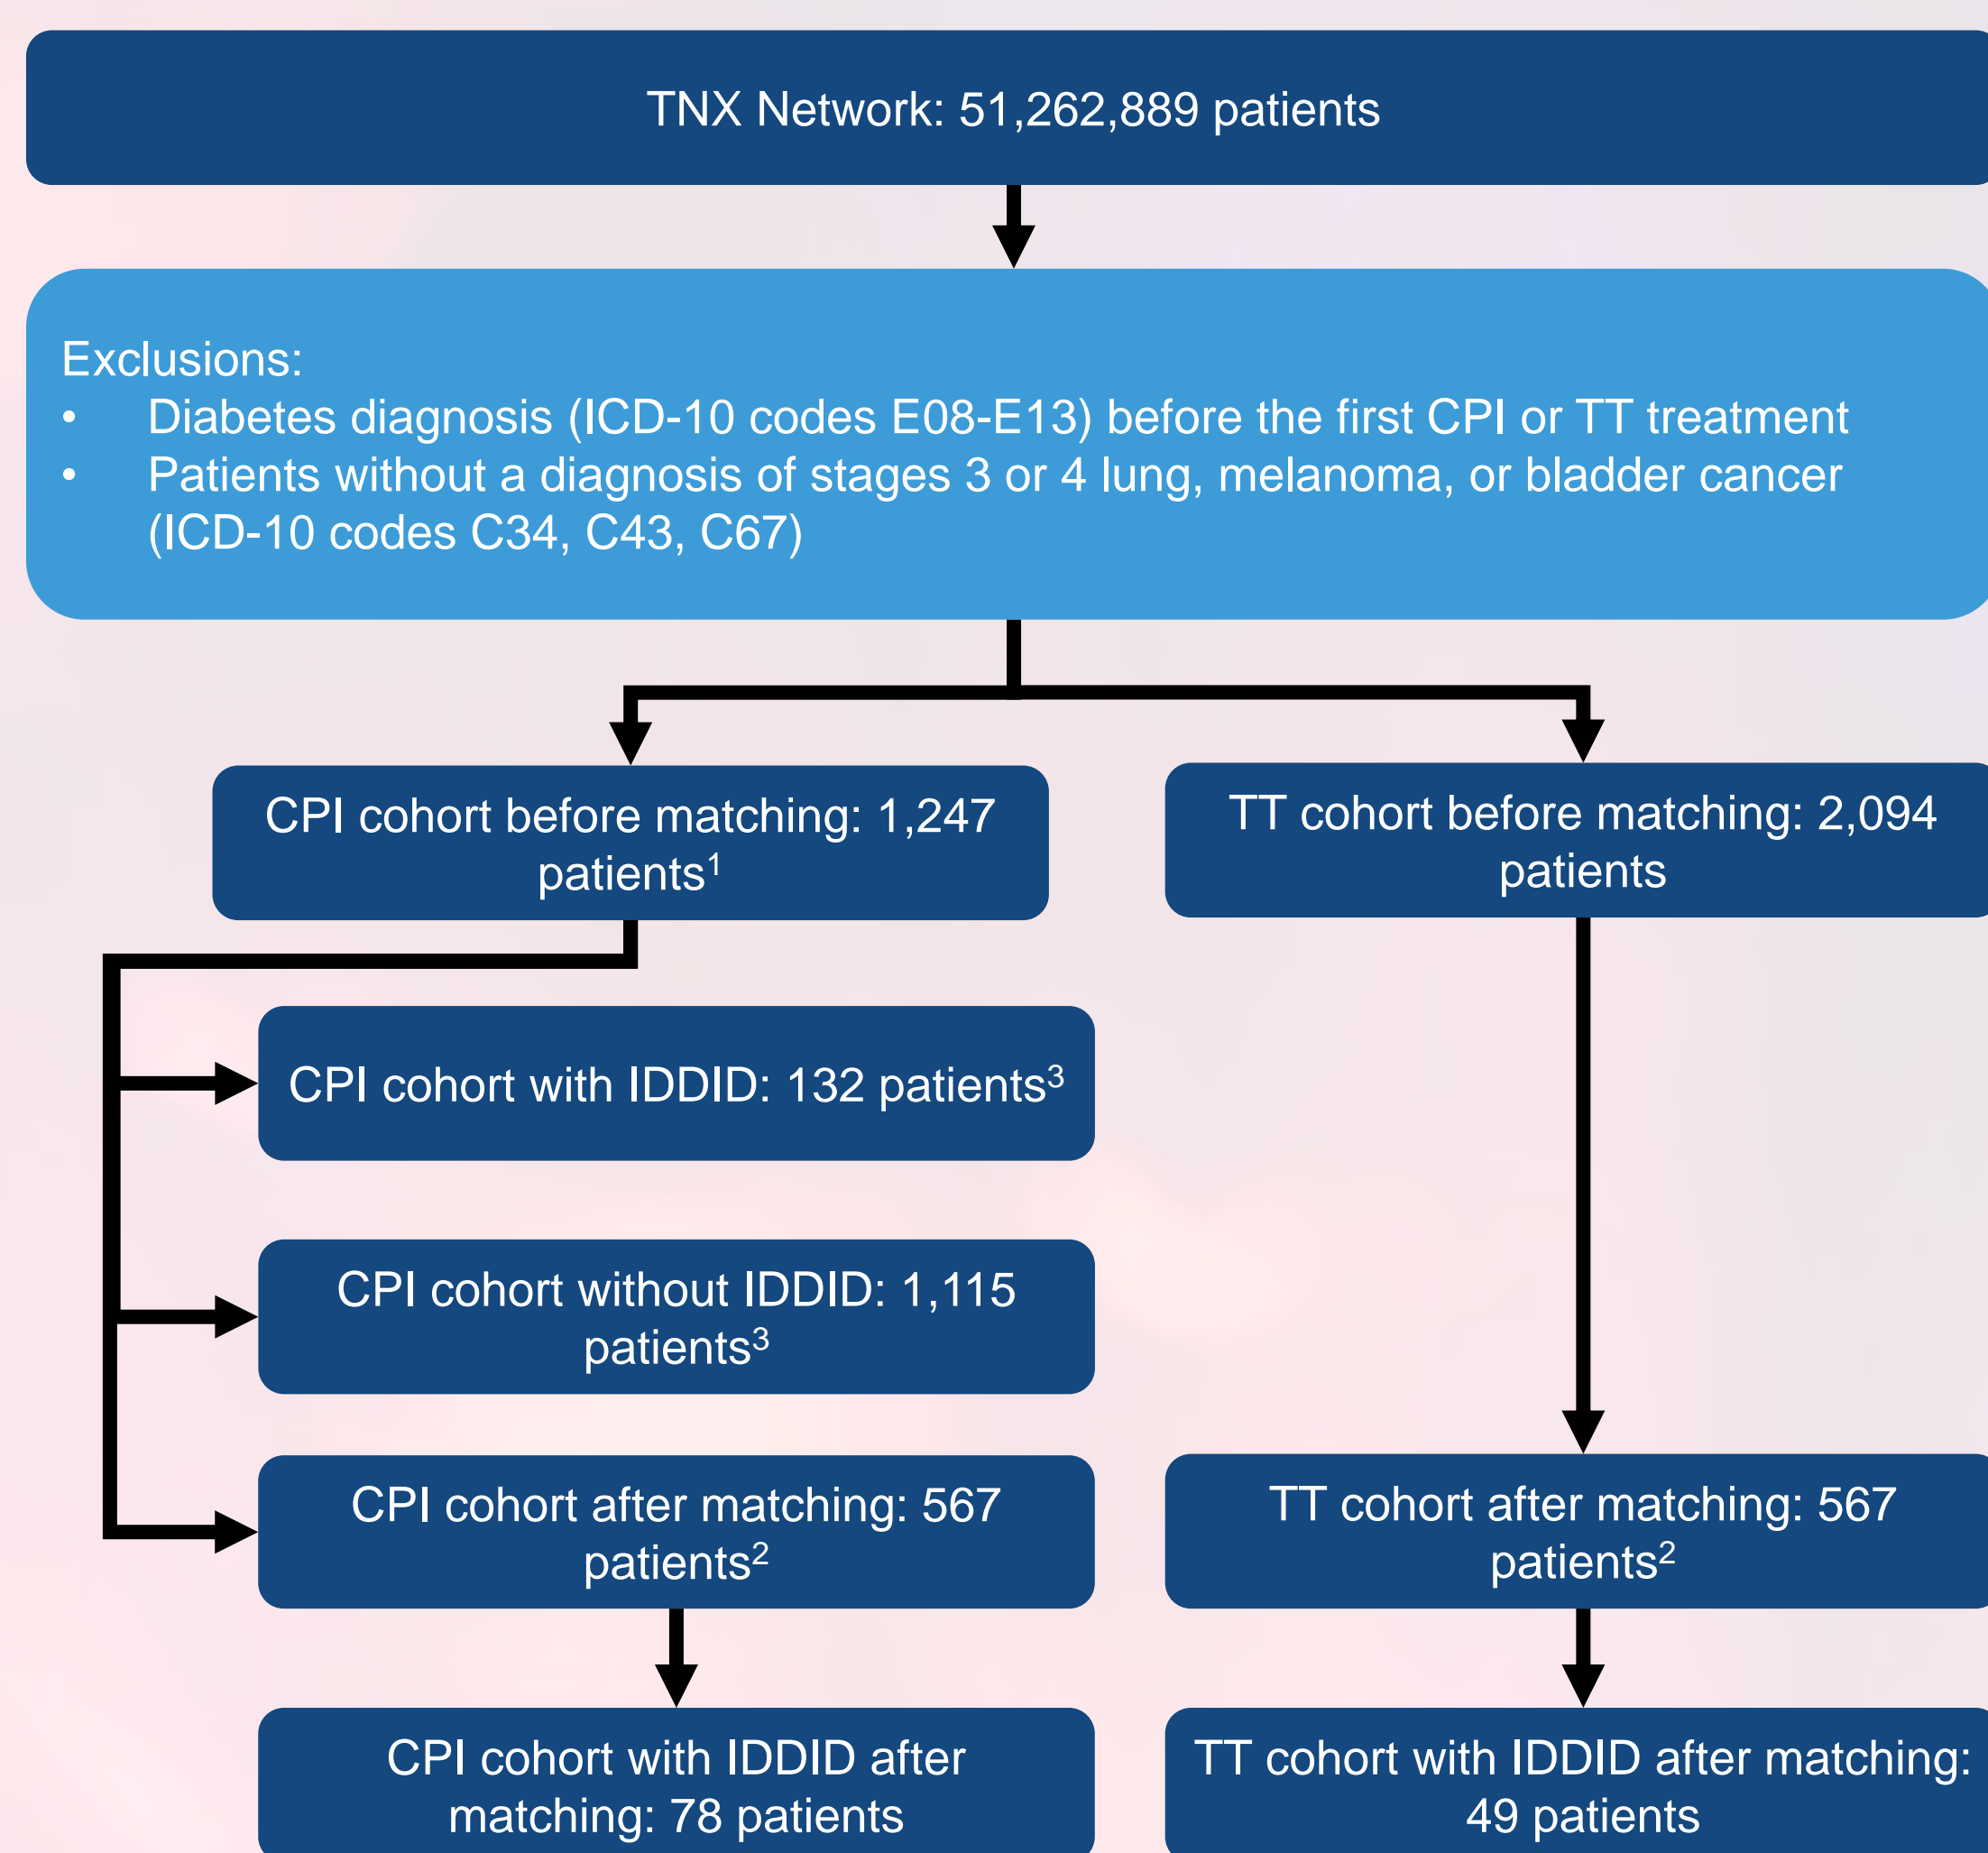 TNX Network: 51,262,889 patients
Exclusions:
• Diabetes diagnosis (ICD-10 codes E08-E13) before the first CPI or TT treatment
• Patients without a diagnosis of stages 3 or 4 lung, melanoma, or bladder cancer
(ICD-10 codes C34, C43, C67)
CPI cohort before matching: 1,247
patients¹
TT cohort before matching: 2,094
patients
CPI cohort with IDDID: 132 patients³
CPI cohort without IDDID: 1,115
patients³
CPI cohort after matching: 567
patients²
TT cohort after matching: 567
patients²
CPI cohort with IDDID after
matching: 78 patients
TT cohort with IDDID after matching:
49 patients